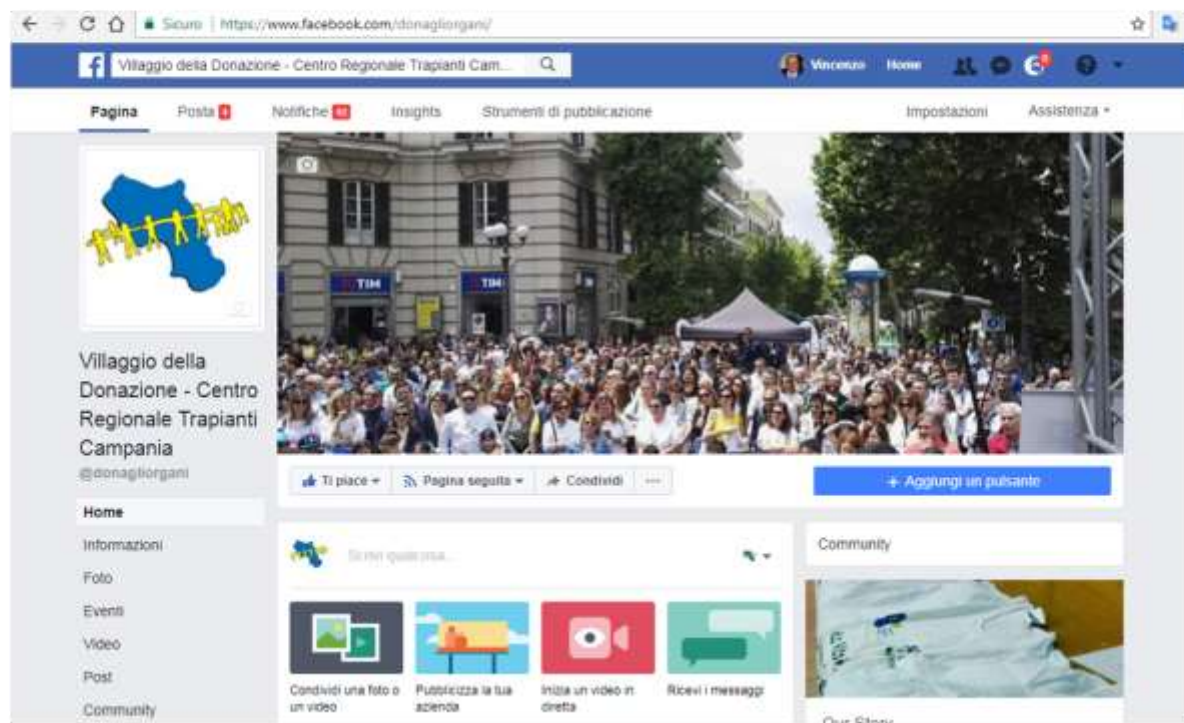 Sicuro | https://www.facebook.com/donagliorgani/
Villaggio della Donazione - Centro Regionale Trapianti Cam...
Vincenzo Home
Pagina Posta Notifiche Insights Strumenti di pubblicazione Impostazioni Assistenza
TIM TIM
Villaggio della
Donazione - Centro
Regionale Trapianti
Campania
@donagliorgani
Ti piace Pagina seguita Condividi ... + Aggiungi un pulsante
Home
Informazioni
Foto
Eventi
Video
Post
Community
Scrivi qualcosa...
Condividi una foto o
un video
Pubblicizza la tua
azienda
Inizia un video in
diretta
Ricevi i messaggi
Community
Our Story